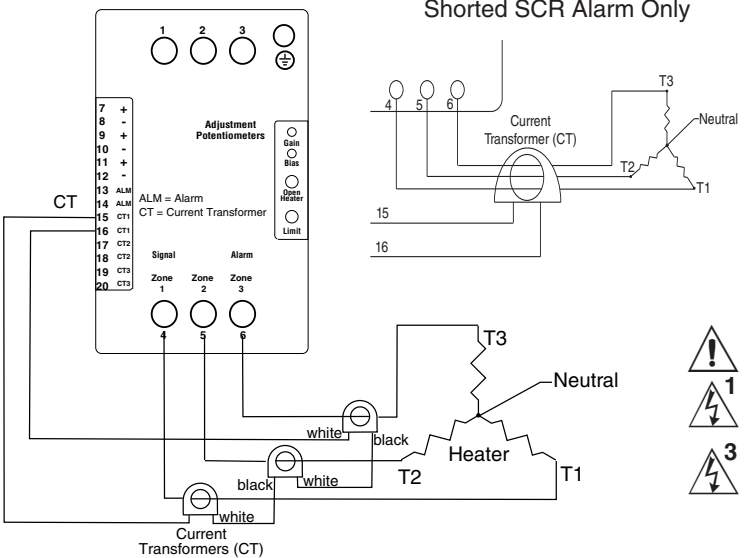 Shorted SCR Alarm Only
1 2 3
7 +
8 -
9 +
10 -
11 +
12 -
13 ALM
14 ALM
15 CT1
16 CT1
17 CT2
18 CT2
19 CT3
20 CT3
CT
Adjustment
Potentiometers
Gain
Bias
Open
Heater
Limit
ALM = Alarm
CT = Current Transformer
Signal Alarm
Zone Zone Zone
1 2 3
4 5 6
4 5 6
Current
Transformer (CT)
T3
Neutral
T2
T1
15
16
T3
Neutral
Heater
T2
T1
white black
black white
white
Current
Transformers (CT)
!
1
3